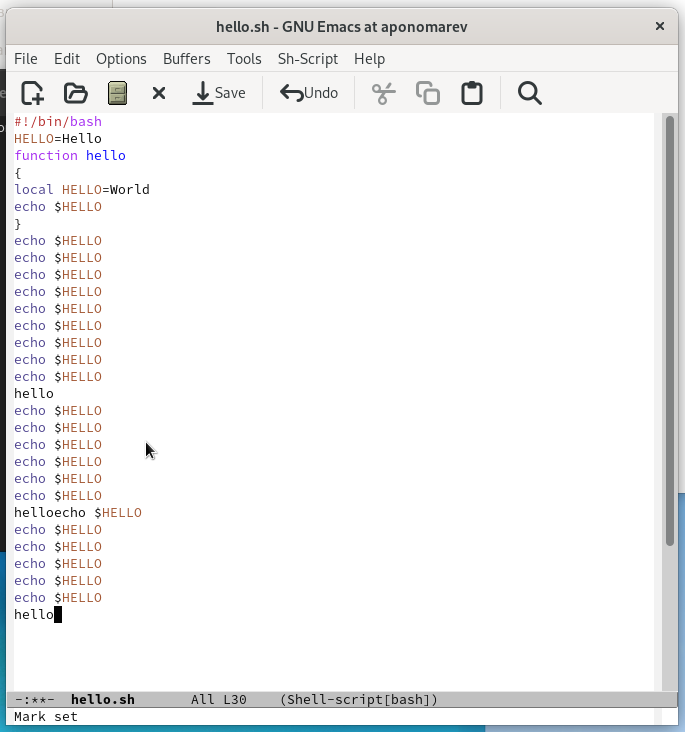 hello.sh - GNU Emacs at aponomarev
File Edit Options Buffers Tools Sh-Script Help
Save Undo
#!/bin/bash
HELLO=Hello
function hello
{
local HELLO=World
echo $HELLO
}
echo $HELLO
echo $HELLO
echo $HELLO
echo $HELLO
echo $HELLO
echo $HELLO
echo $HELLO
echo $HELLO
echo $HELLO
hello
echo $HELLO
echo $HELLO
echo $HELLO
echo $HELLO
echo $HELLO
echo $HELLO
helloecho $HELLO
echo $HELLO
echo $HELLO
echo $HELLO
echo $HELLO
echo $HELLO
hello
-:**- hello.sh All L30 (Shell-script[bash])
Mark set